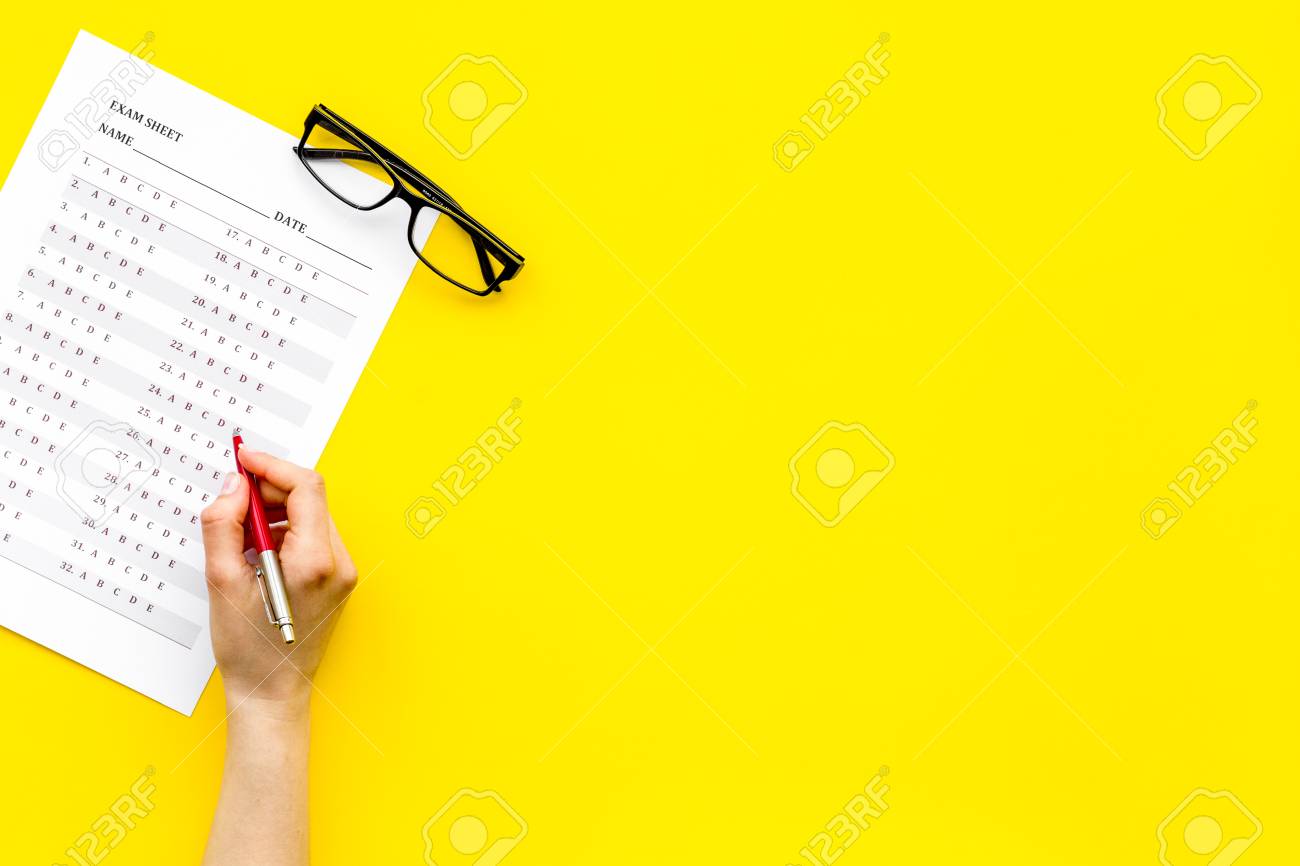 EXAM SHEET
NAME DATE
1. A B C D E
2. A B C D E
3. A B C D E
4. A B C D E
5. A B C D E
6. A B C D E
7. A B C D E
8. A B C D E
A B C D E
A B C D E
B C D E
B C D E
C D E
D E
E
E
17. A B C D E
18. A B C D E
19. A B C D E
20. A B C D E
21. A B C D E
22. A B C D E
23. A B C D E
24. A B C D E
25. A B C D E
26. A B C D E
27. A B C D E
28. A B C D E
29. A B C D E
30. A B C D E
31. A B C D E
32. A B C D E
123RF
123RF
123RF
123RF
123RF
123RF